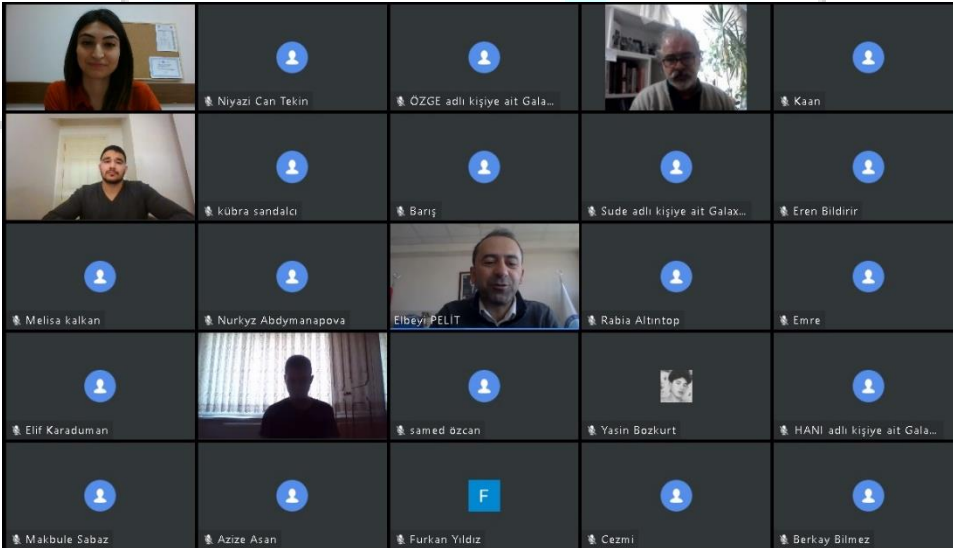 Niyazi Can Tekin
ÖZGE adlı kişiye ait Gala...
Kaan
kübra sandalcı
Barış
Sude adlı kişiye ait Galax...
Eren Bildirir
Melisa kalkan
Nurkyz Abdymanapova
Elbeyi PELİT
Rabia Altıntop
Emre
Elif Karaduman
samed özcan
Yasin Bozkurt
HANI adlı kişiye ait Gala...
Makbule Sabaz
Azize Asan
F
Furkan Yıldız
Cezmi
Berkay Bilmez